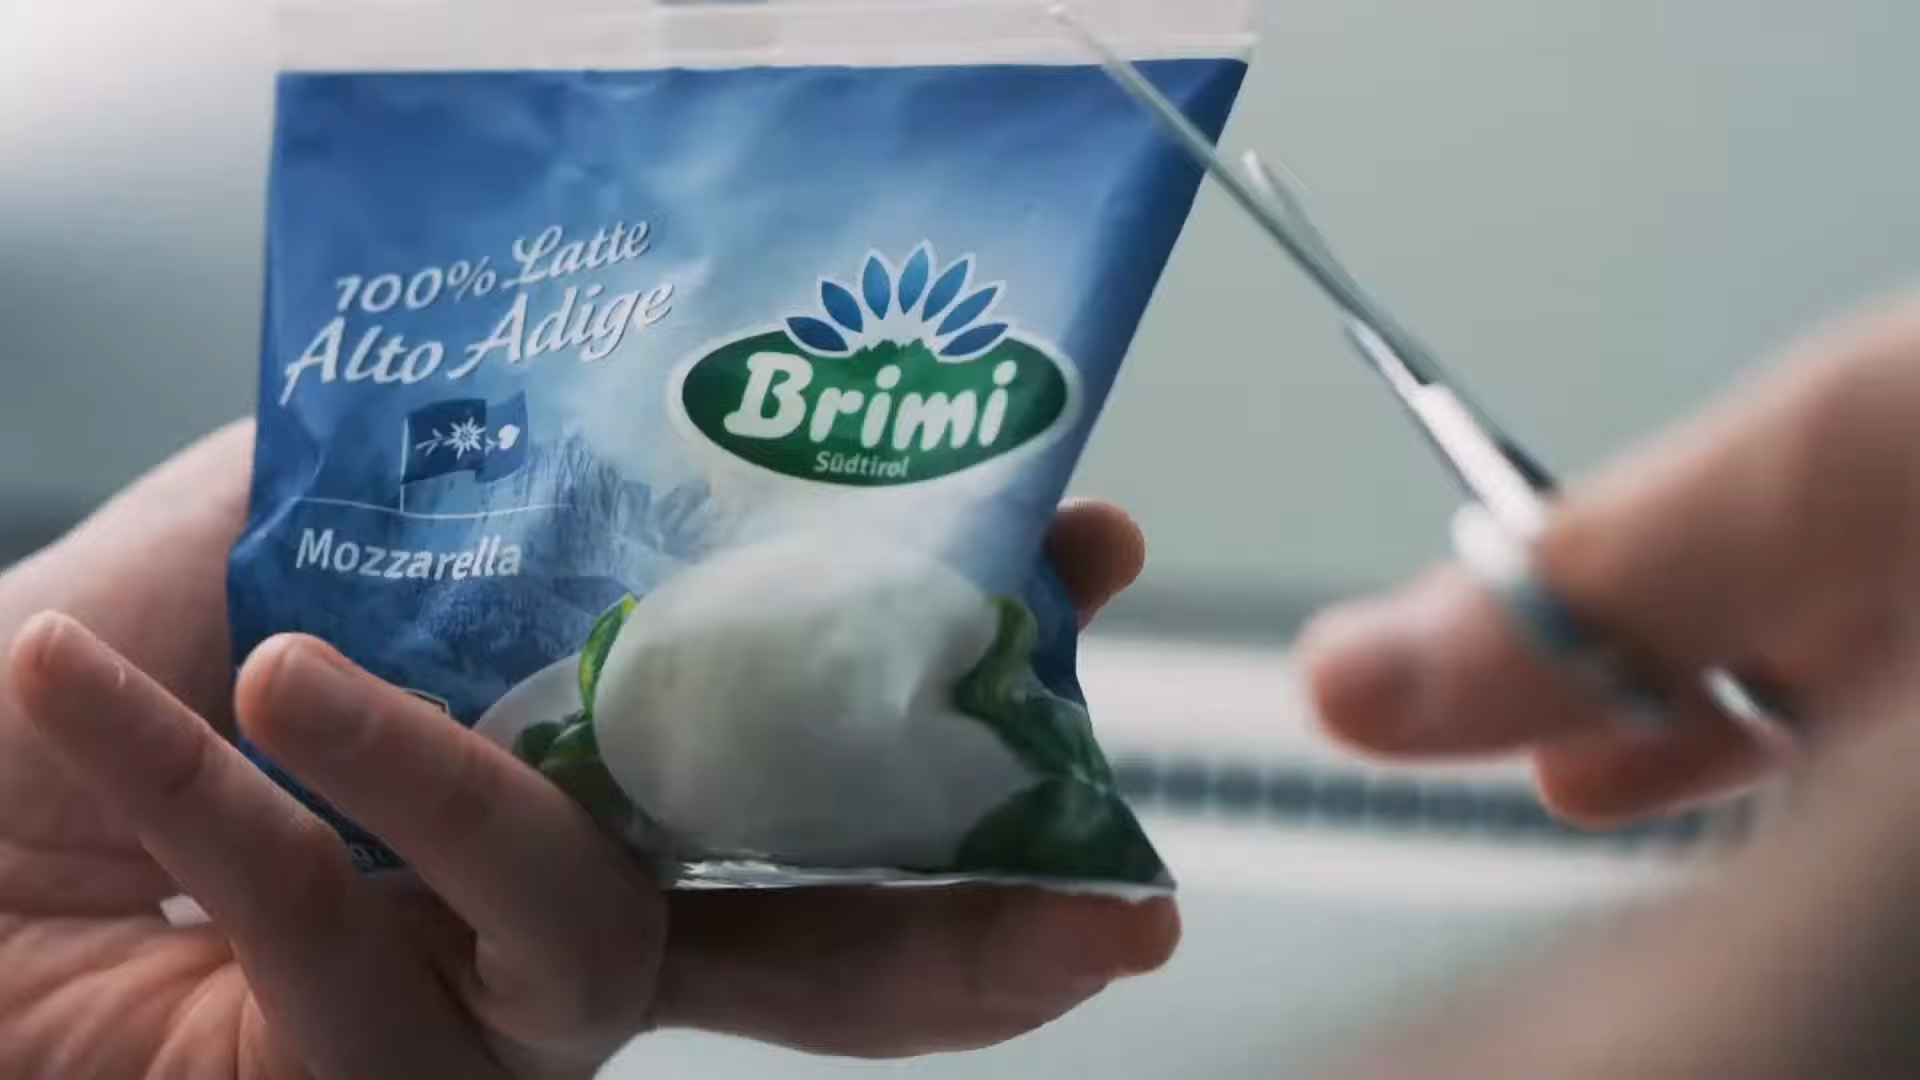 100% Latte
Alto Adige
Brimi
Südtirol
Mozzarella